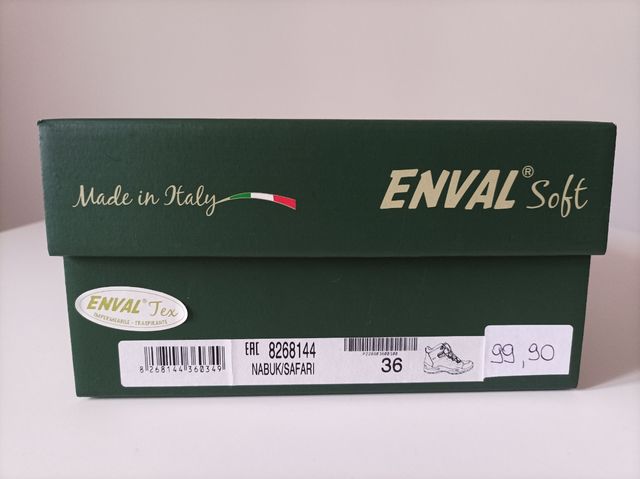 Made in Italy
ENVAL® Soft
ENVAL® Tex
IMPERMEABILE - TRASPIRANTE
8 268144 360349
EAC 8268144
NABUK/SAFARI
36
99,90